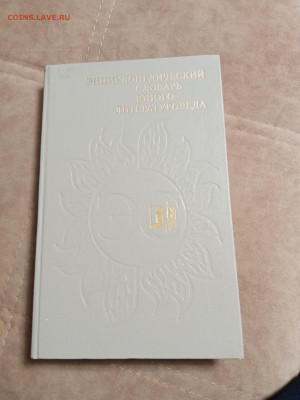 COINS.LAVE.RU
ЭНЦИКЛОПЕДИЧЕСКИЙ
СЛОВАРЬ
ЮНОГО
ЛИТЕРАТУРОВЕДА